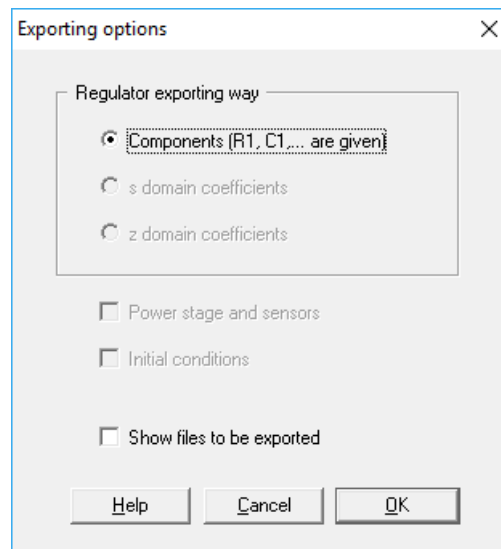 Exporting options
Regulator exporting way
Components (R1, C1,... are given)
s domain coefficients
z domain coefficients
Power stage and sensors
Initial conditions
Show files to be exported
Help Cancel OK